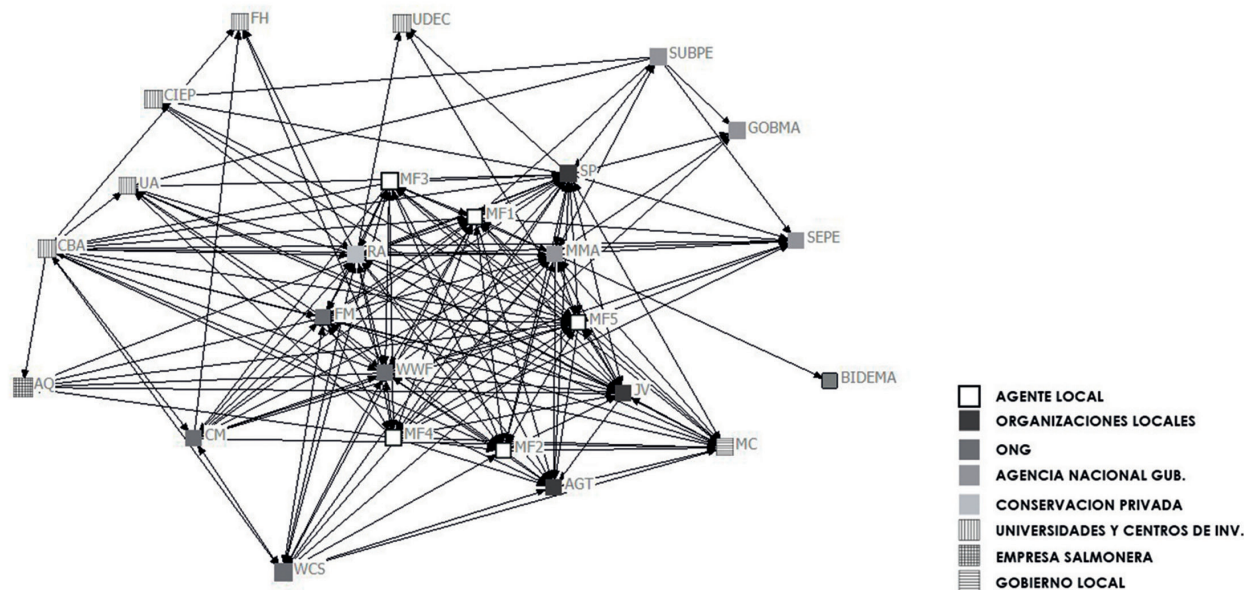 FH
UDEC
SUBPE
CIEP
GOBMA
SP
MF3
UA
MF1
SEPE
CBA
RA
MMA
FM
MF5
WWF
BIDEMA
AQ
JV
CM
MF4
MF2
MC
AGT
WCS
AGENTE LOCAL
ORGANIZACIONES LOCALES
ONG
AGENCIA NACIONAL GUB.
CONSERVACION PRIVADA
UNIVERSIDADES Y CENTROS DE INV.
EMPRESA SALMONERA
GOBIERNO LOCAL